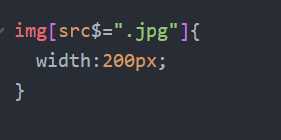 img[src$=".jpg"]{
  width:200px;
}